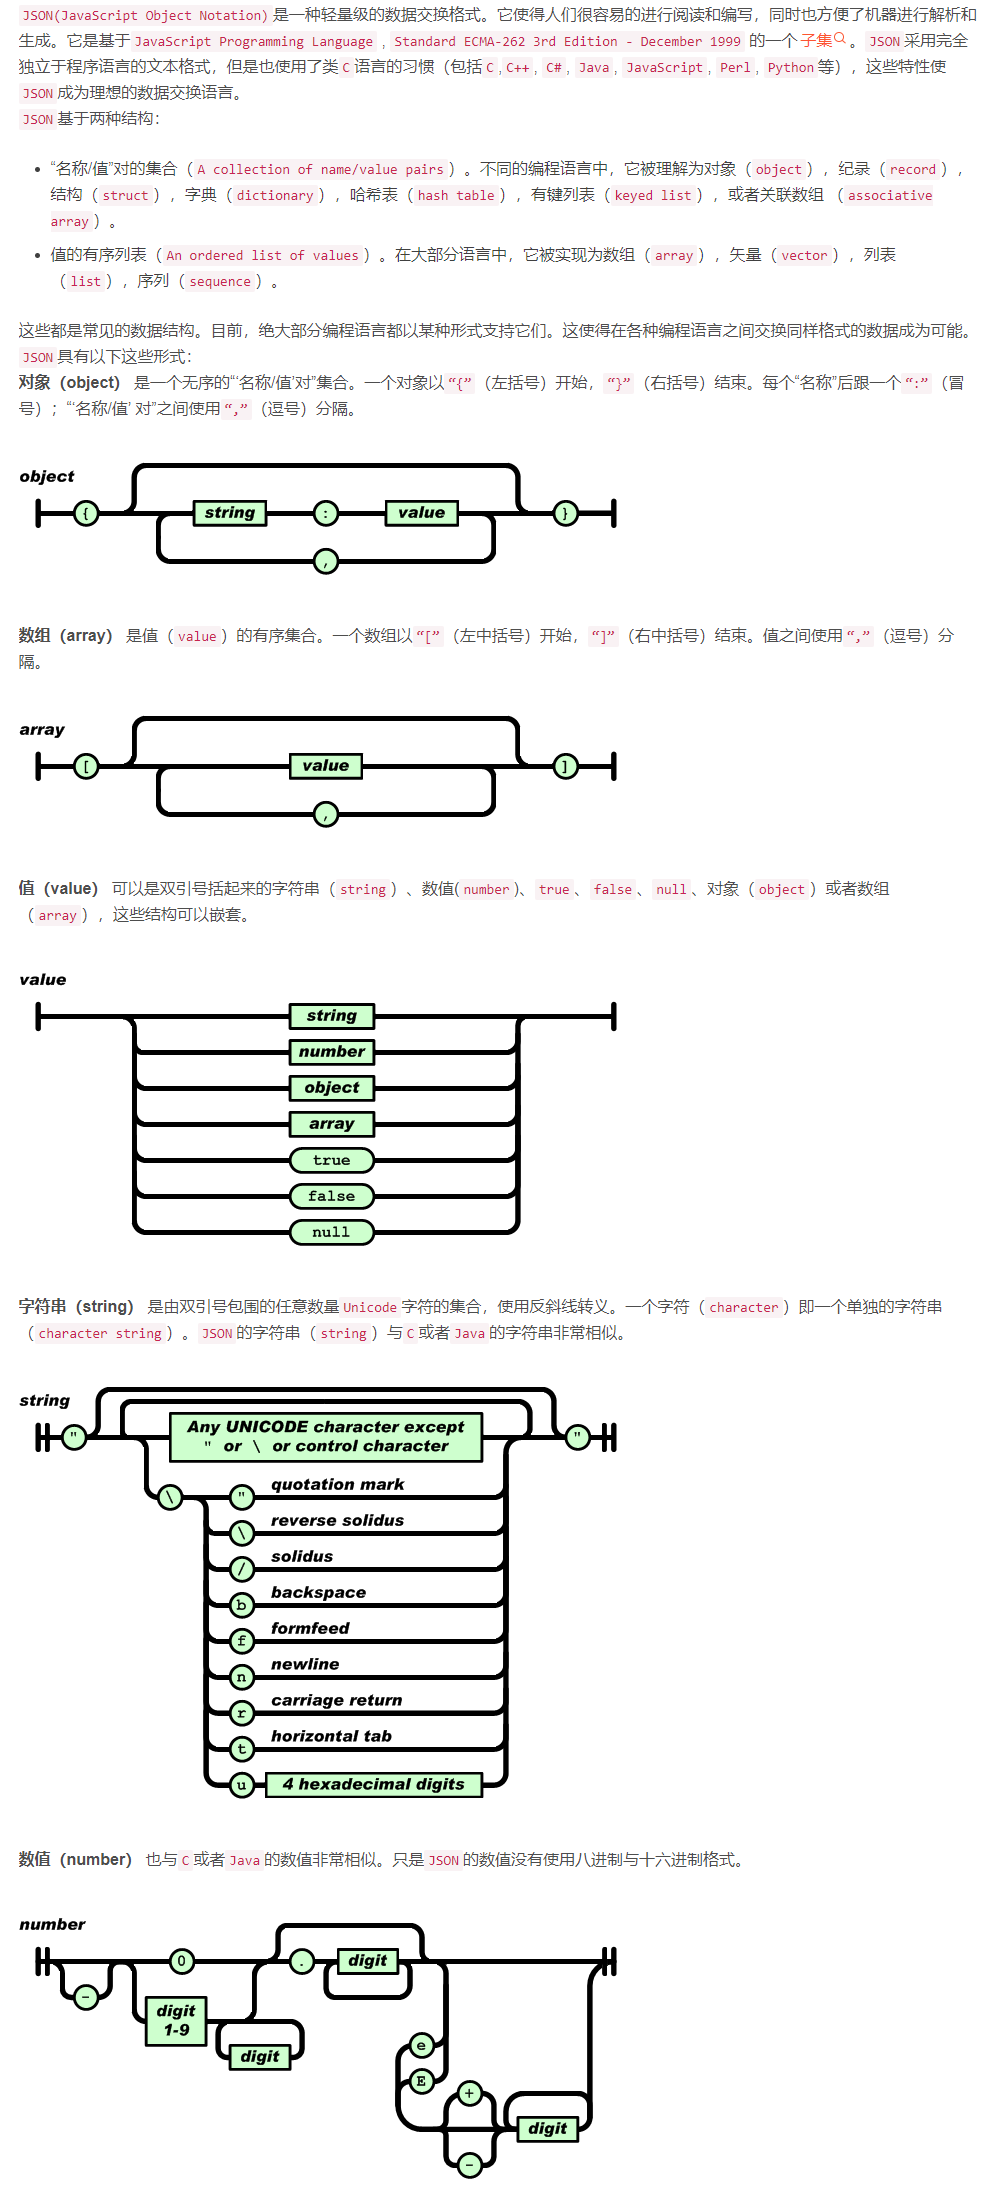 JSON(JavaScript Object Notation)是一种轻量级的数据交换格式。它使得人们很容易的进行阅读和编写，同时也方便了机器进行解析和
生成。它是基于 JavaScript Programming Language , Standard ECMA-262 3rd Edition - December 1999 的一个 子集。 JSON 采用完全
独立于程序语言的文本格式，但是也使用了类 C 语言的习惯（包括 C , C++ , C# , Java , JavaScript , Perl , Python 等），这些特性使
JSON 成为理想的数据交换语言。
JSON 基于两种结构：
• “名称/值”对的集合（ A collection of name/value pairs ）。不同的编程语言中，它被理解为对象（ object ），纪录（ record ），
结构（ struct ），字典（ dictionary ），哈希表（ hash table ），有键列表（ keyed list ），或者关联数组 （ associative
array ）。
• 值的有序列表（ An ordered list of values ）。在大部分语言中，它被实现为数组（ array ），矢量（ vector ），列表
（ list ），序列（ sequence ）。
这些都是常见的数据结构。目前，绝大部分编程语言都以某种形式支持它们。这使得在各种编程语言之间交换同样格式的数据成为可能。
JSON 具有以下这些形式：
对象（object） 是一个无序的“‘名称/值’对”集合。一个对象以 “{” （左括号）开始， “}” （右括号）结束。每个“名称”后跟一个 “:” （冒
号）；“‘名称/值’ 对”之间使用 “,” （逗号）分隔。
object
{ string : value }
,
数组（array） 是值（ value ）的有序集合。一个数组以 “[” （左中括号）开始， “]” （右中括号）结束。值之间使用 “,” （逗号）分
隔。
array
[ value ]
,
值（value） 可以是双引号括起来的字符串（ string ）、数值( number )、 true 、 false 、 null 、对象（ object ）或者数组
（ array ），这些结构可以嵌套。
value
string
number
object
array
true
false
null
字符串（string） 是由双引号包围的任意数量 Unicode 字符的集合，使用反斜线转义。一个字符（ character ）即一个单独的字符串
（ character string ）。 JSON 的字符串（ string ）与 C 或者 Java 的字符串非常相似。
string
" Any UNICODE character except "
" or \ or control character
\ " quotation mark
\ reverse solidus
/ solidus
b backspace
f formfeed
n newline
r carriage return
t horizontal tab
u 4 hexadecimal digits
数值（number） 也与 C 或者 Java 的数值非常相似。只是 JSON 的数值没有使用八进制与十六进制格式。
number
0 . digit
-
digit
1-9
digit
e
E
+
digit
-